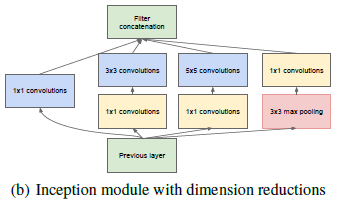 Filter
concatenation
3x3 convolutions
5x5 convolutions
1x1 convolutions
1x1 convolutions
1x1 convolutions
1x1 convolutions
3x3 max pooling
Previous layer
(b) Inception module with dimension reductions